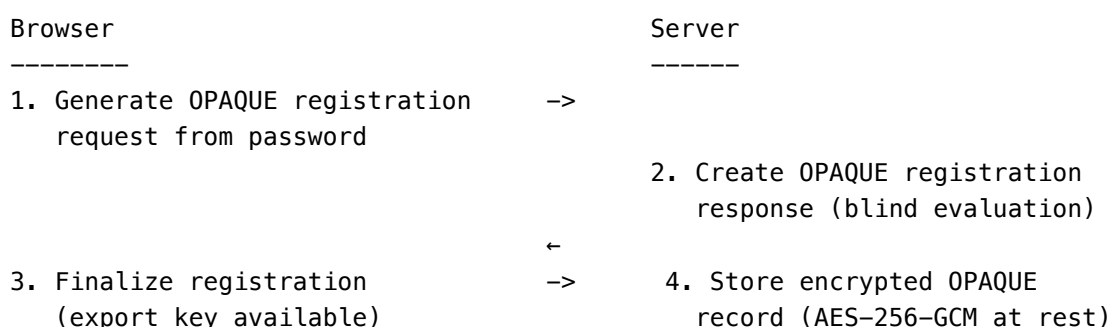 Browser                                    Server
--------                                   ------
1. Generate OPAQUE registration     ->
   request from password
                                           2. Create OPAQUE registration
                                              response (blind evaluation)
                                    ←
3. Finalize registration            ->      4. Store encrypted OPAQUE
   (export key available)                     record (AES-256-GCM at rest)